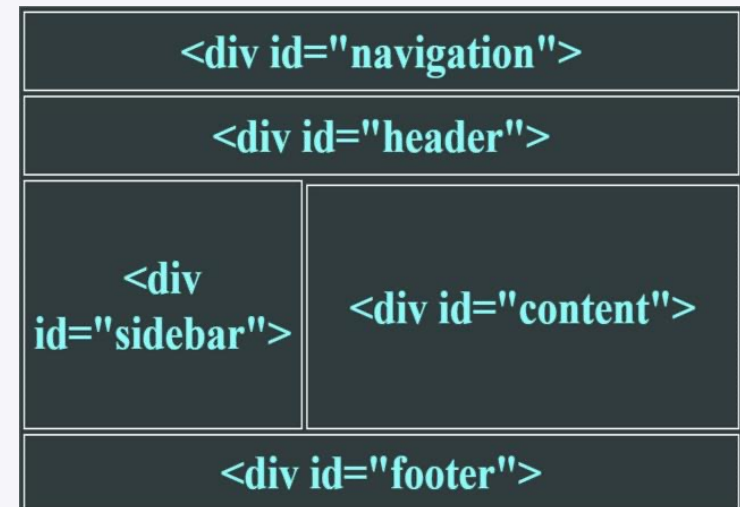 <div id="navigation">
<div id="header">
<div
id="sidebar">
<div id="content">
<div id="footer">